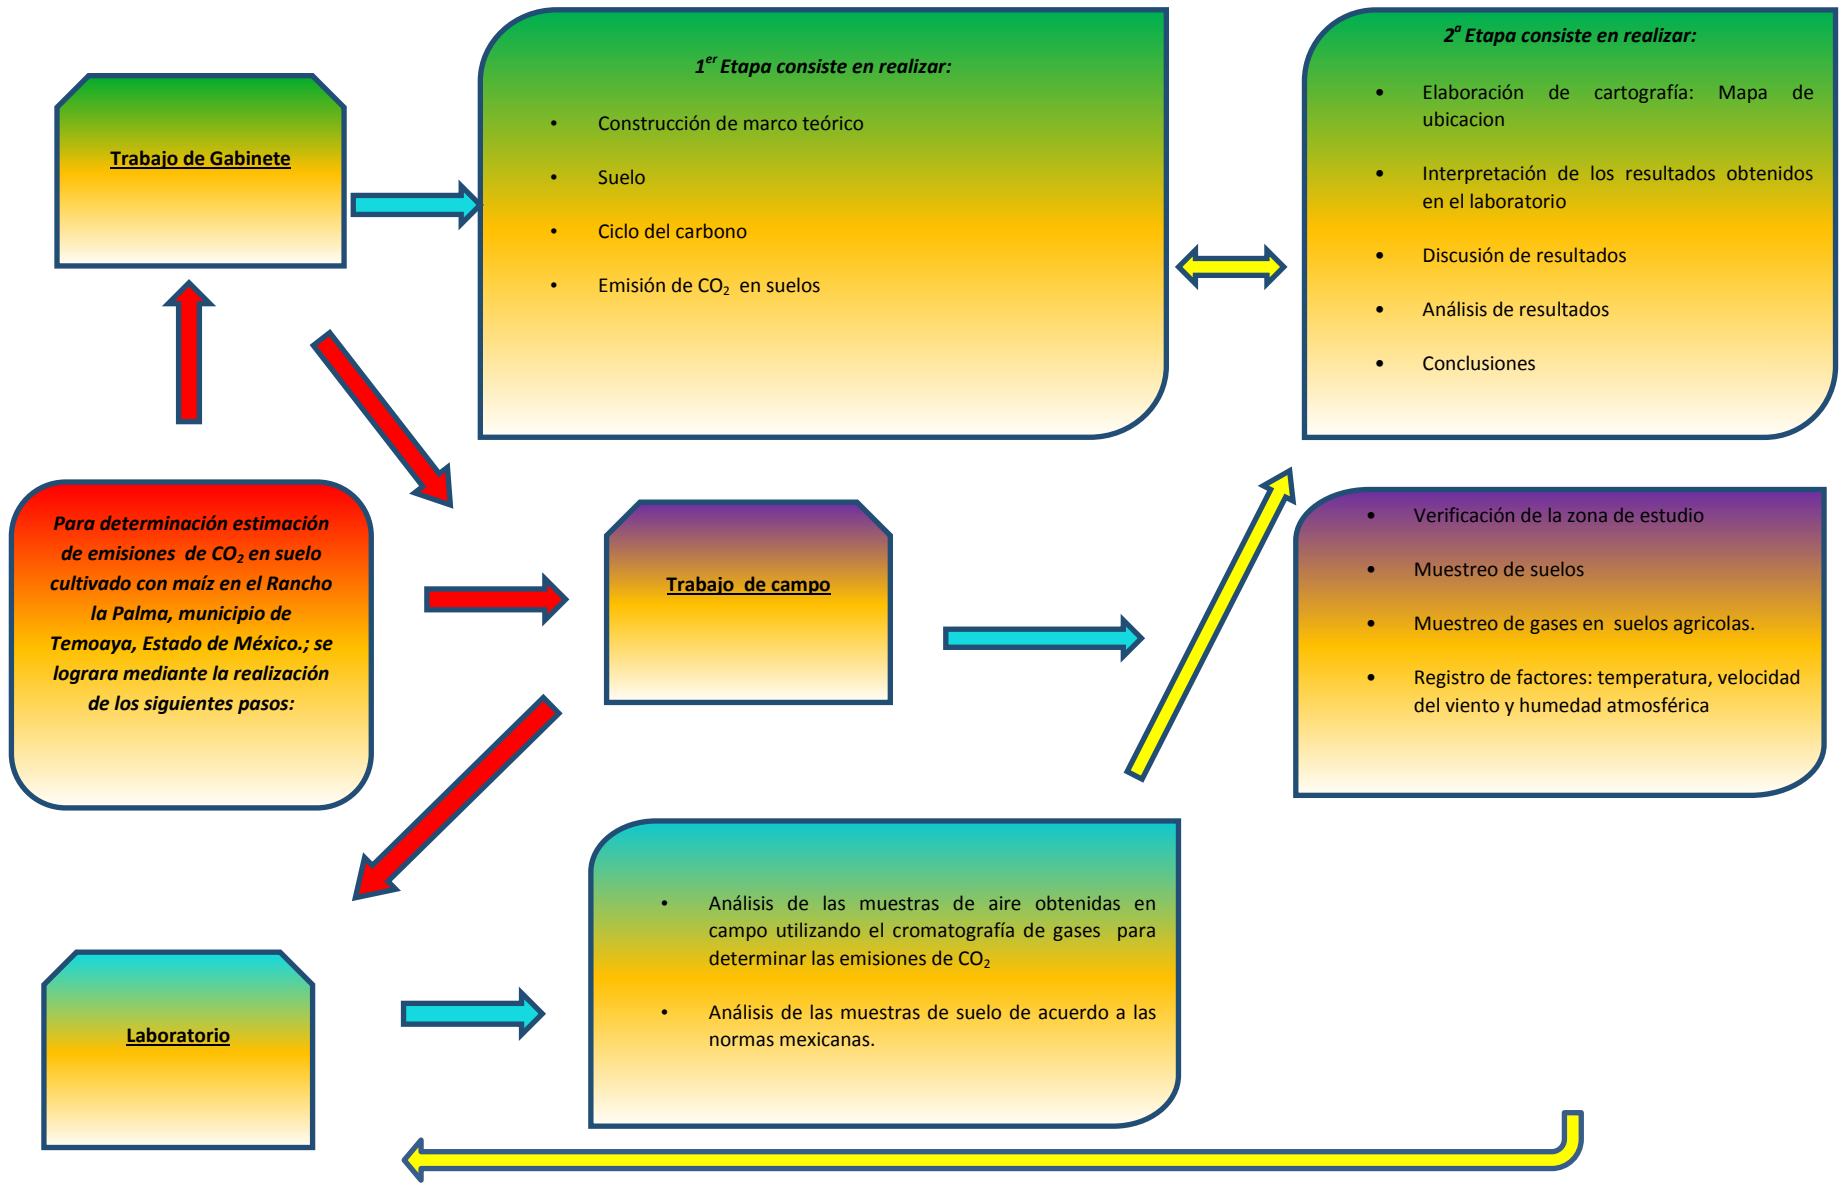 1er Etapa consiste en realizar:
• Construcción de marco teórico
• Suelo
• Ciclo del carbono
• Emisión de CO2 en suelos
2a Etapa consiste en realizar:
• Elaboración de cartografía: Mapa de
ubicacion
• Interpretación de los resultados obtenidos
en el laboratorio
• Discusión de resultados
• Análisis de resultados
• Conclusiones
Trabajo de Gabinete
Para determinación estimación
de emisiones de CO2 en suelo
cultivado con maíz en el Rancho
la Palma, municipio de
Temoaya, Estado de México.; se
lograra mediante la realización
de los siguientes pasos:
Trabajo de campo
• Verificación de la zona de estudio
• Muestreo de suelos
• Muestreo de gases en suelos agricolas.
• Registro de factores: temperatura, velocidad
del viento y humedad atmosférica
Laboratorio
• Análisis de las muestras de aire obtenidas en
campo utilizando el cromatografía de gases para
determinar las emisiones de CO2
• Análisis de las muestras de suelo de acuerdo a las
normas mexicanas.